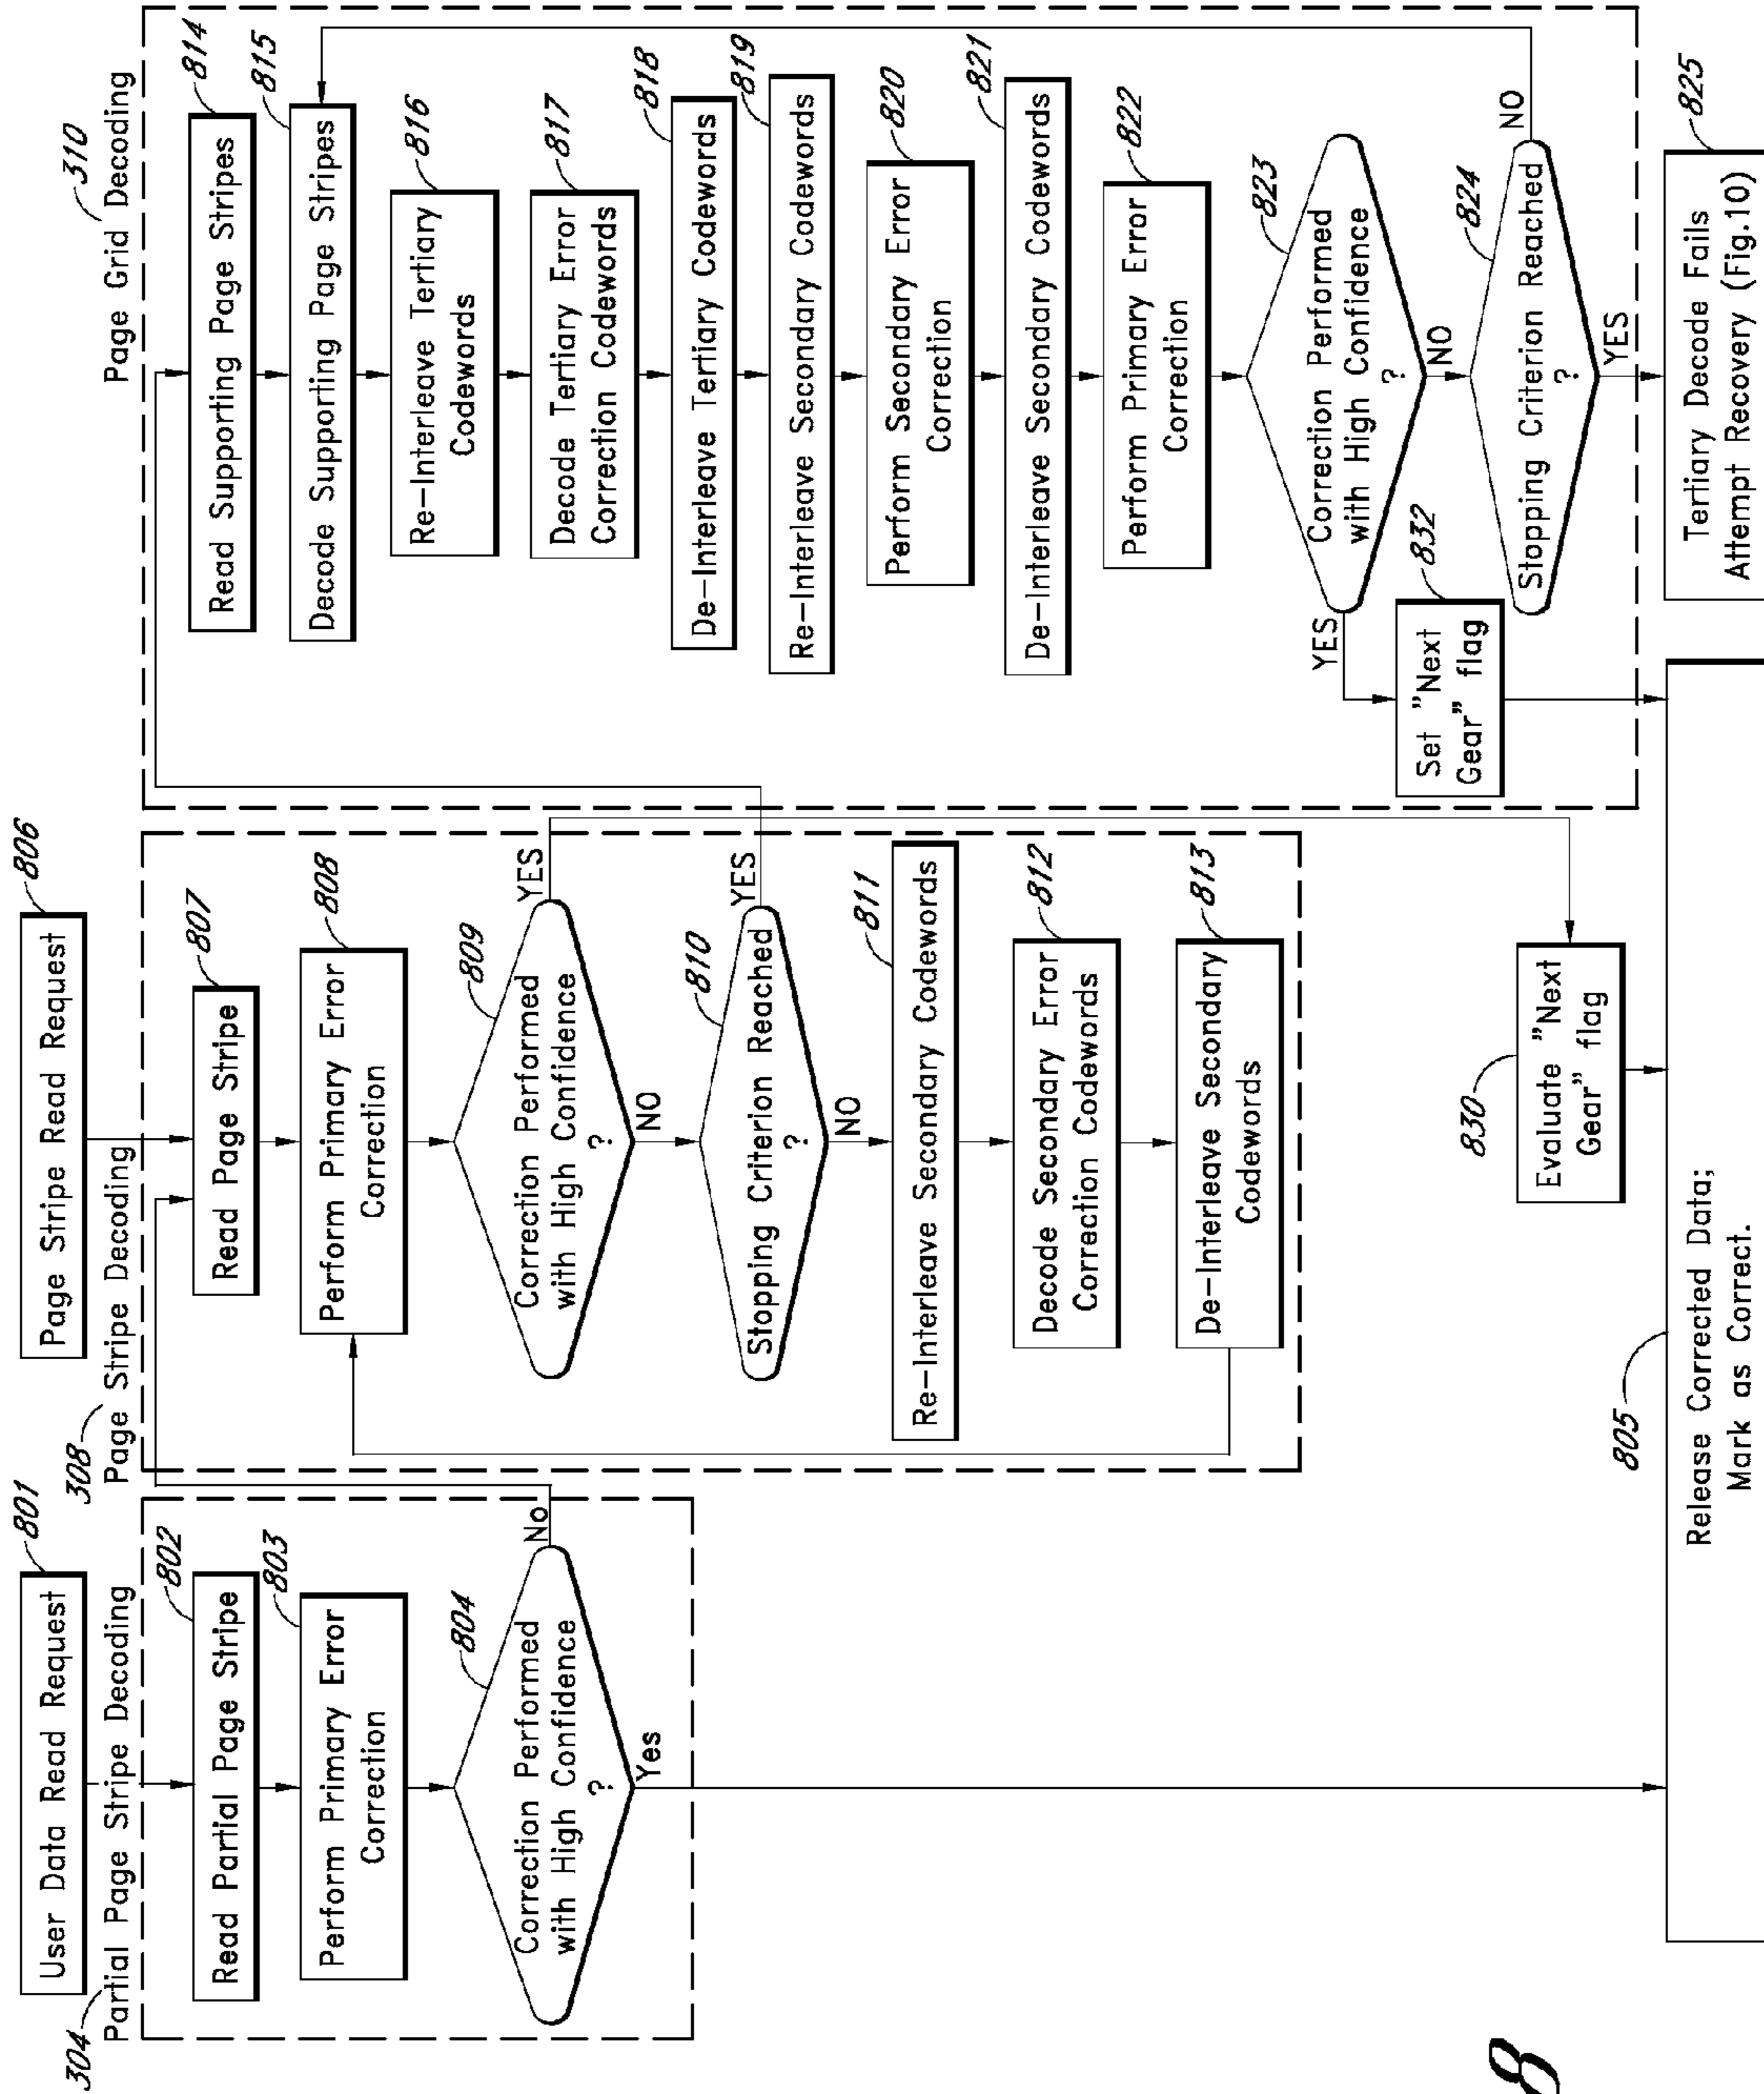 801
User Data Read Request
304
Partial Page Stripe Decoding
802
Read Partial Page Stripe
803
Perform Primary Error
Correction
804
Correction Performed
with High Confidence
?
No
Yes
806
Page Stripe Read Request
308
Page Stripe Decoding
807
Read Page Stripe
808
Perform Primary Error
Correction
809
Correction Performed
with High Confidence
?
YES
NO
810
Stopping Criterion Reached
?
YES
NO
811
Re-Interleave Secondary Codewords
812
Decode Secondary Error
Correction Codewords
813
De-Interleave Secondary
Codewords
830
Evaluate "Next
Gear" flag
805
Release Corrected Data;
Mark as Correct.
310
Page Grid Decoding
814
Read Supporting Page Stripes
815
Decode Supporting Page Stripes
816
Re-Interleave Tertiary
Codewords
817
Decode Tertiary Error
Correction Codewords
818
De-Interleave Tertiary Codewords
819
Re-Interleave Secondary Codewords
820
Perform Secondary Error
Correction
821
De-Interleave Secondary Codewords
822
Perform Primary Error
Correction
823
Correction Performed
with High Confidence
?
YES
NO
832
Set "Next
Gear" flag
824
Stopping Criterion Reached
?
NO
YES
825
Tertiary Decode Fails
Attempt Recovery (Fig.10)
8